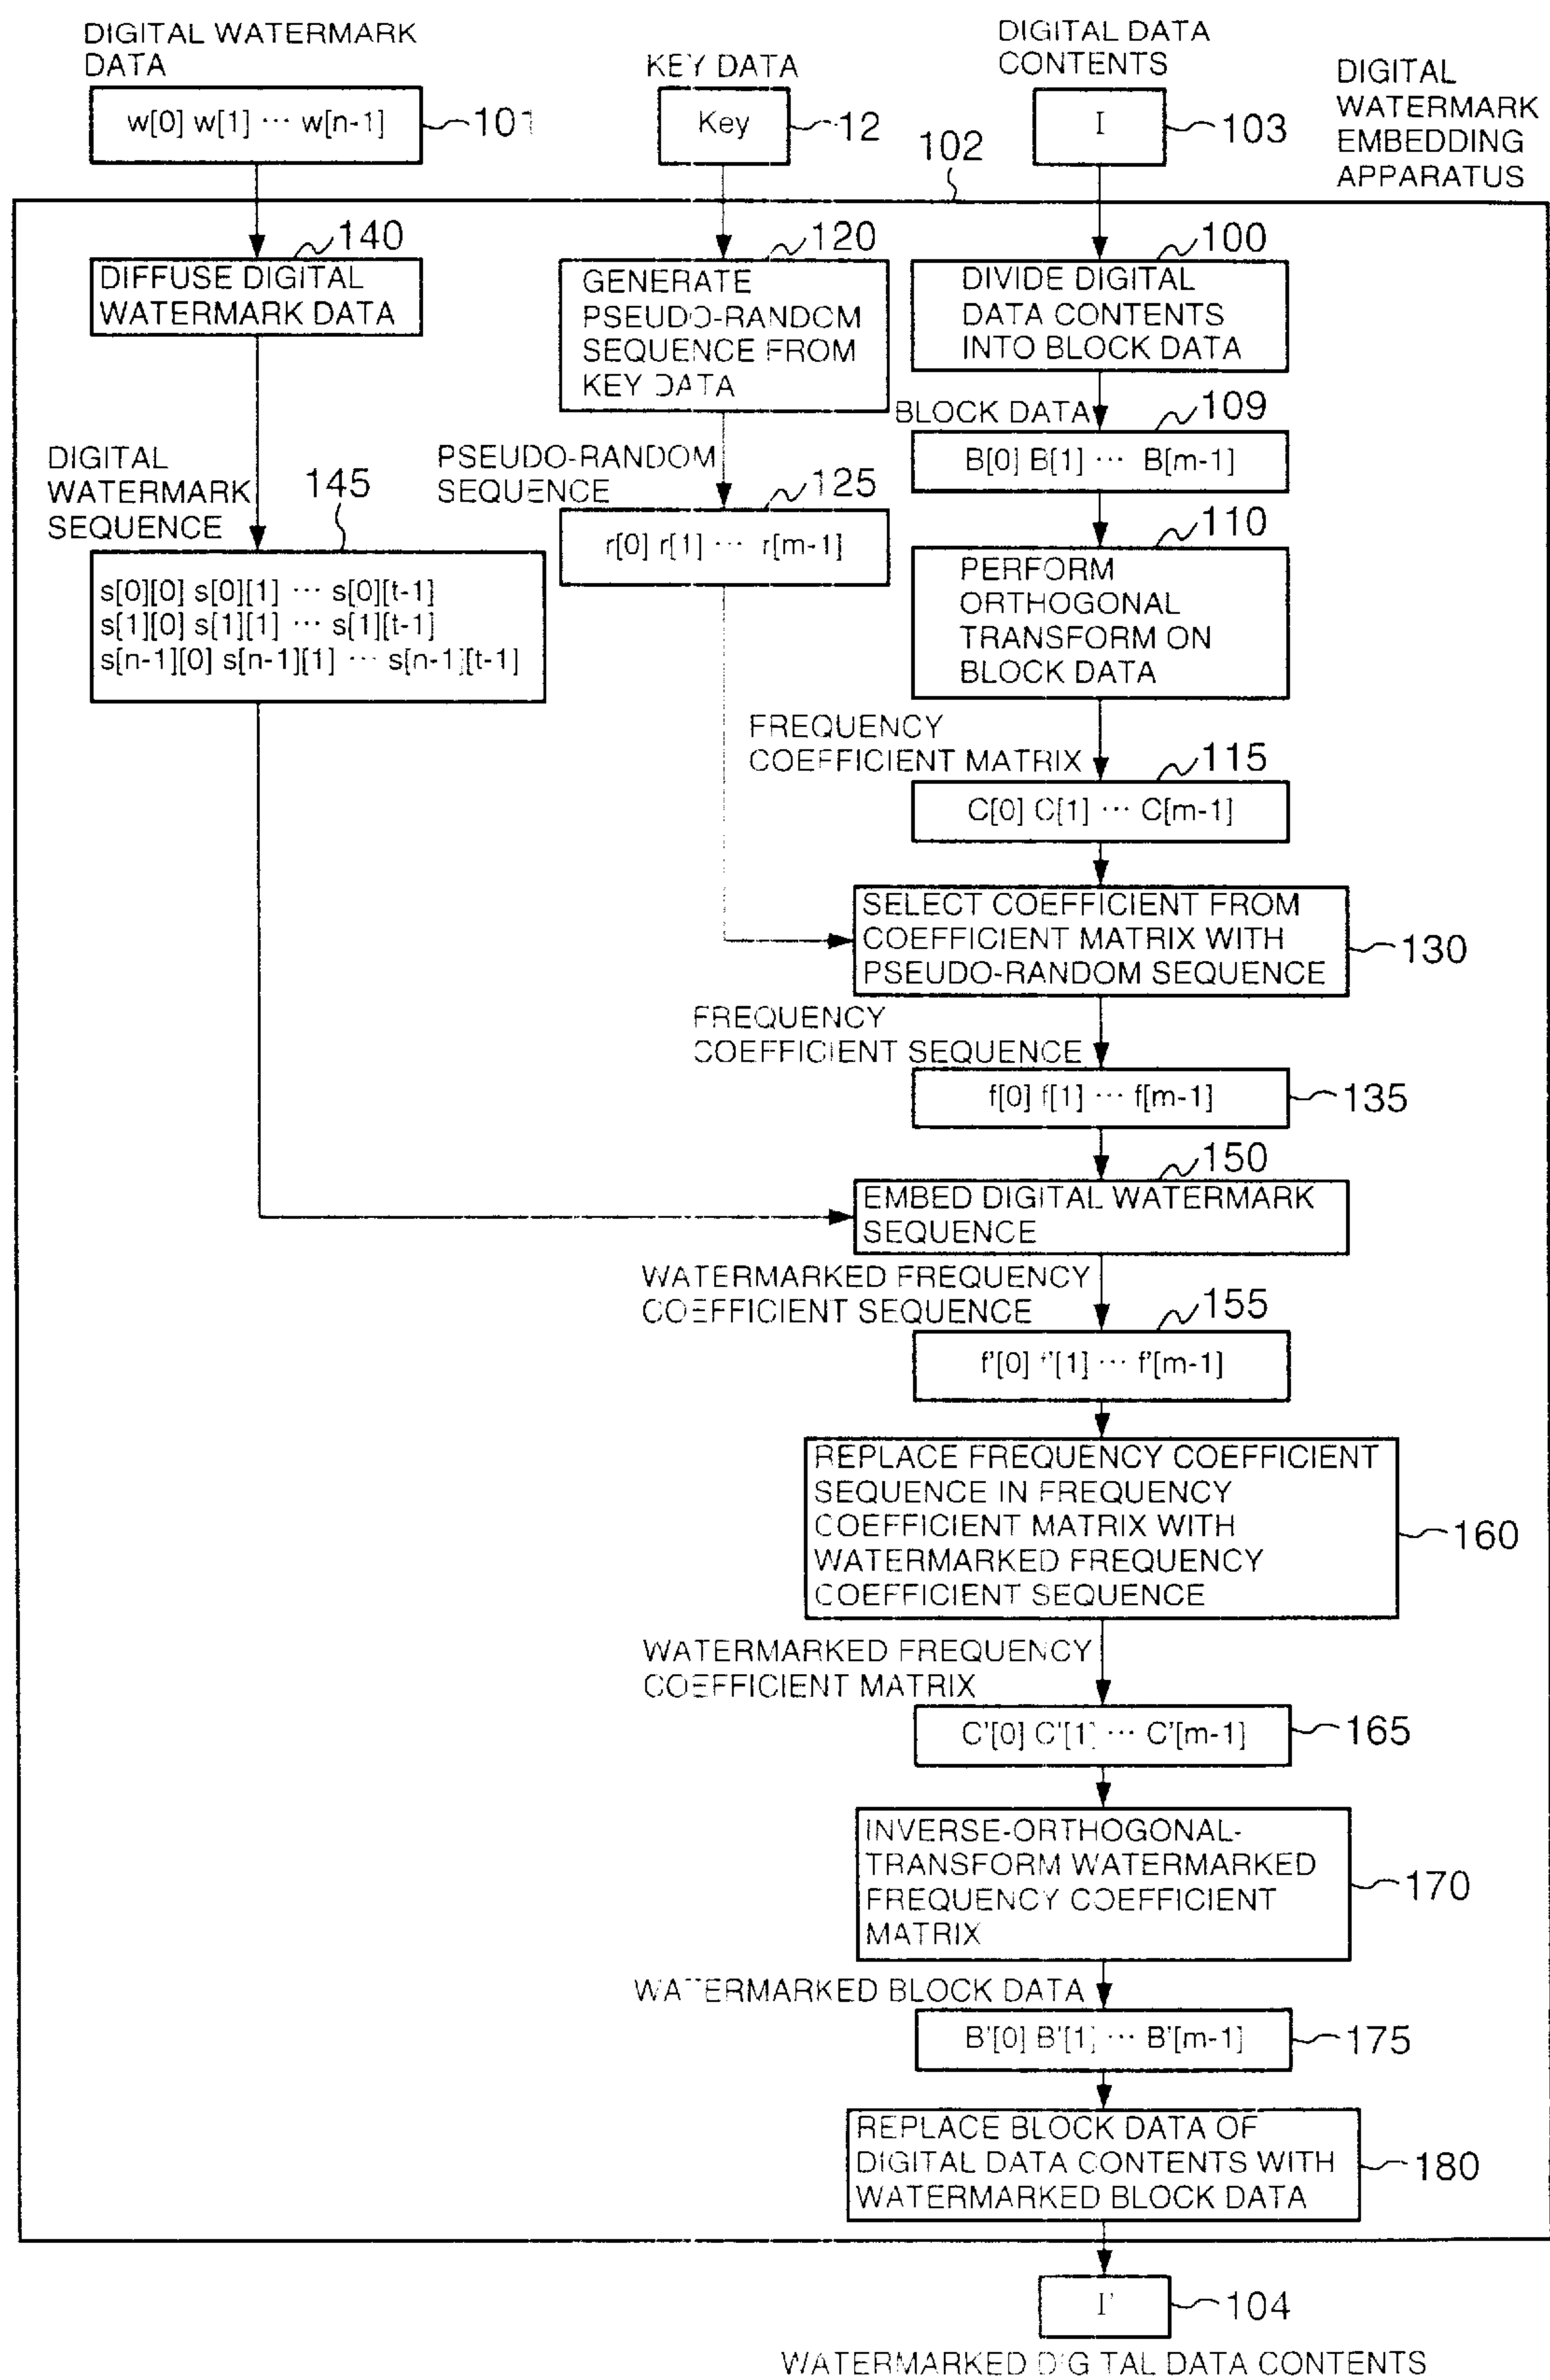 DIGITAL WATERMARK
DATA
w[0] w[1] ··· w[n-1]
101
KEY DATA
Key
12
DIGITAL DATA
CONTENTS
I
103
DIGITAL
WATERMARK
EMBEDDING
APPARATUS
102
140
DIFFUSE DIGITAL
WATERMARK DATA
120
GENERATE
PSEUDO-RANDOM
SEQUENCE FROM
KEY DATA
100
DIVIDE DIGITAL
DATA CONTENTS
INTO BLOCK DATA
BLOCK DATA
109
B[0] B[1] ··· B[m-1]
DIGITAL
WATERMARK
SEQUENCE
145
s[0][0] s[0][1] ··· s[0][t-1]
s[1][0] s[1][1] ··· s[1][t-1]
s[n-1][0] s[n-1][1] ··· s[n-1][t-1]
PSEUDO-RANDOM
SEQUENCE
125
r[0] r[1] ··· r[m-1]
110
PERFORM
ORTHOGONAL
TRANSFORM ON
BLOCK DATA
FREQUENCY
COEFFICIENT MATRIX
115
C[0] C[1] ··· C[m-1]
SELECT COEFFICIENT FROM
COEFFICIENT MATRIX WITH
PSEUDO-RANDOM SEQUENCE
130
FREQUENCY
COEFFICIENT SEQUENCE
f[0] f[1] ··· f[m-1]
135
150
EMBED DIGITAL WATERMARK
SEQUENCE
WATERMARKED FREQUENCY
COEFFICIENT SEQUENCE
155
f'[0] f'[1] ··· f'[m-1]
REPLACE FREQUENCY COEFFICIENT
SEQUENCE IN FREQUENCY
COEFFICIENT MATRIX WITH
WATERMARKED FREQUENCY
COEFFICIENT SEQUENCE
160
WATERMARKED FREQUENCY
COEFFICIENT MATRIX
C'[0] C'[1] ··· C'[m-1]
165
INVERSE-ORTHOGONAL-
TRANSFORM WATERMARKED
FREQUENCY COEFFICIENT
MATRIX
170
WATERMARKED BLOCK DATA
B'[0] B'[1] ··· B'[m-1]
175
REPLACE BLOCK DATA OF
DIGITAL DATA CONTENTS WITH
WATERMARKED BLOCK DATA
180
I'
104
WATERMARKED DIGITAL DATA CONTENTS